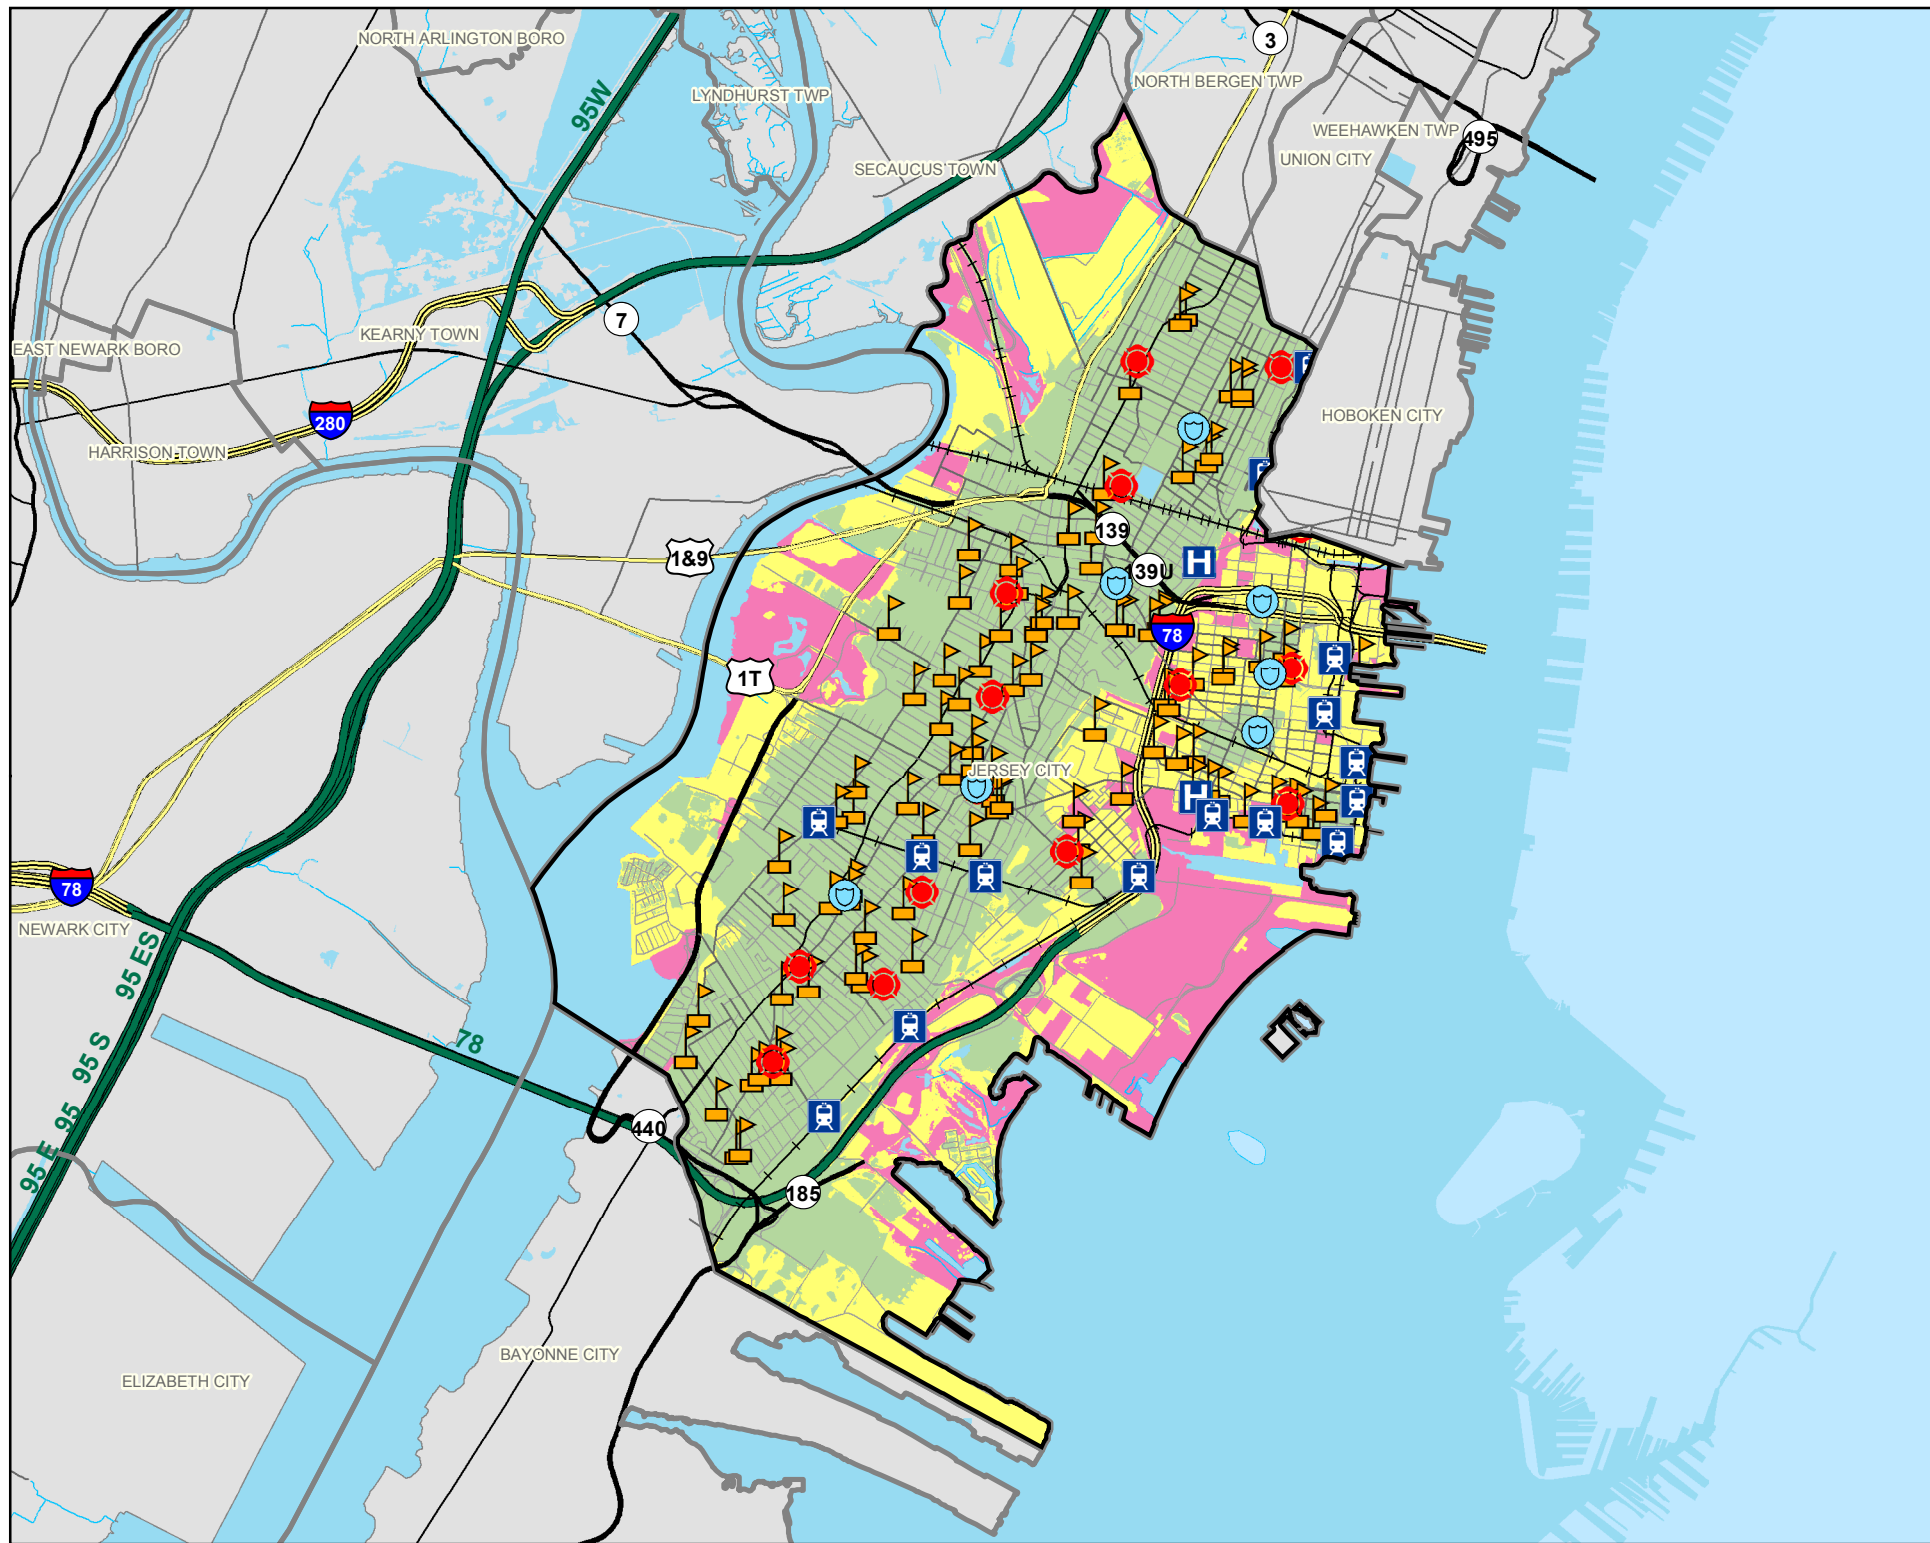 NORTH ARLINGTON BORO
3
NORTH BERGEN TWP
95W
LYNDHURST TWP
WEEHAWKEN TWP
495
UNION CITY
SECAUCUS TOWN
7
KEARNY TOWN
EAST NEWARK BORO
280
HOBOKEN CITY
HARRISON TOWN
139
1&9
H
139U
78
1T
JERSEY CITY
H
78
NEWARK CITY
95 ES
95 S
78
95
440
95 E
185
BAYONNE CITY
ELIZABETH CITY